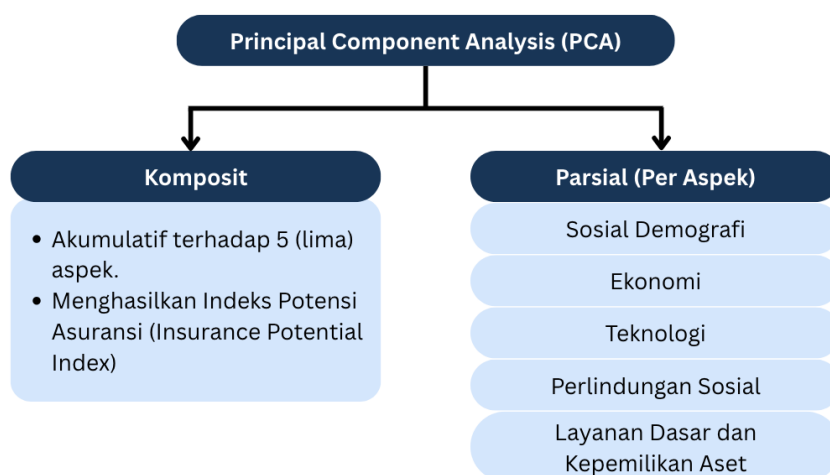 Principal Component Analysis (PCA)
Komposit
• Akumulatif terhadap 5 (lima)
aspek.
• Menghasilkan Indeks Potensi
Asuransi (Insurance Potential
Index)
Parsial (Per Aspek)
Sosial Demografi
Ekonomi
Teknologi
Perlindungan Sosial
Layanan Dasar dan
Kepemilikan Aset